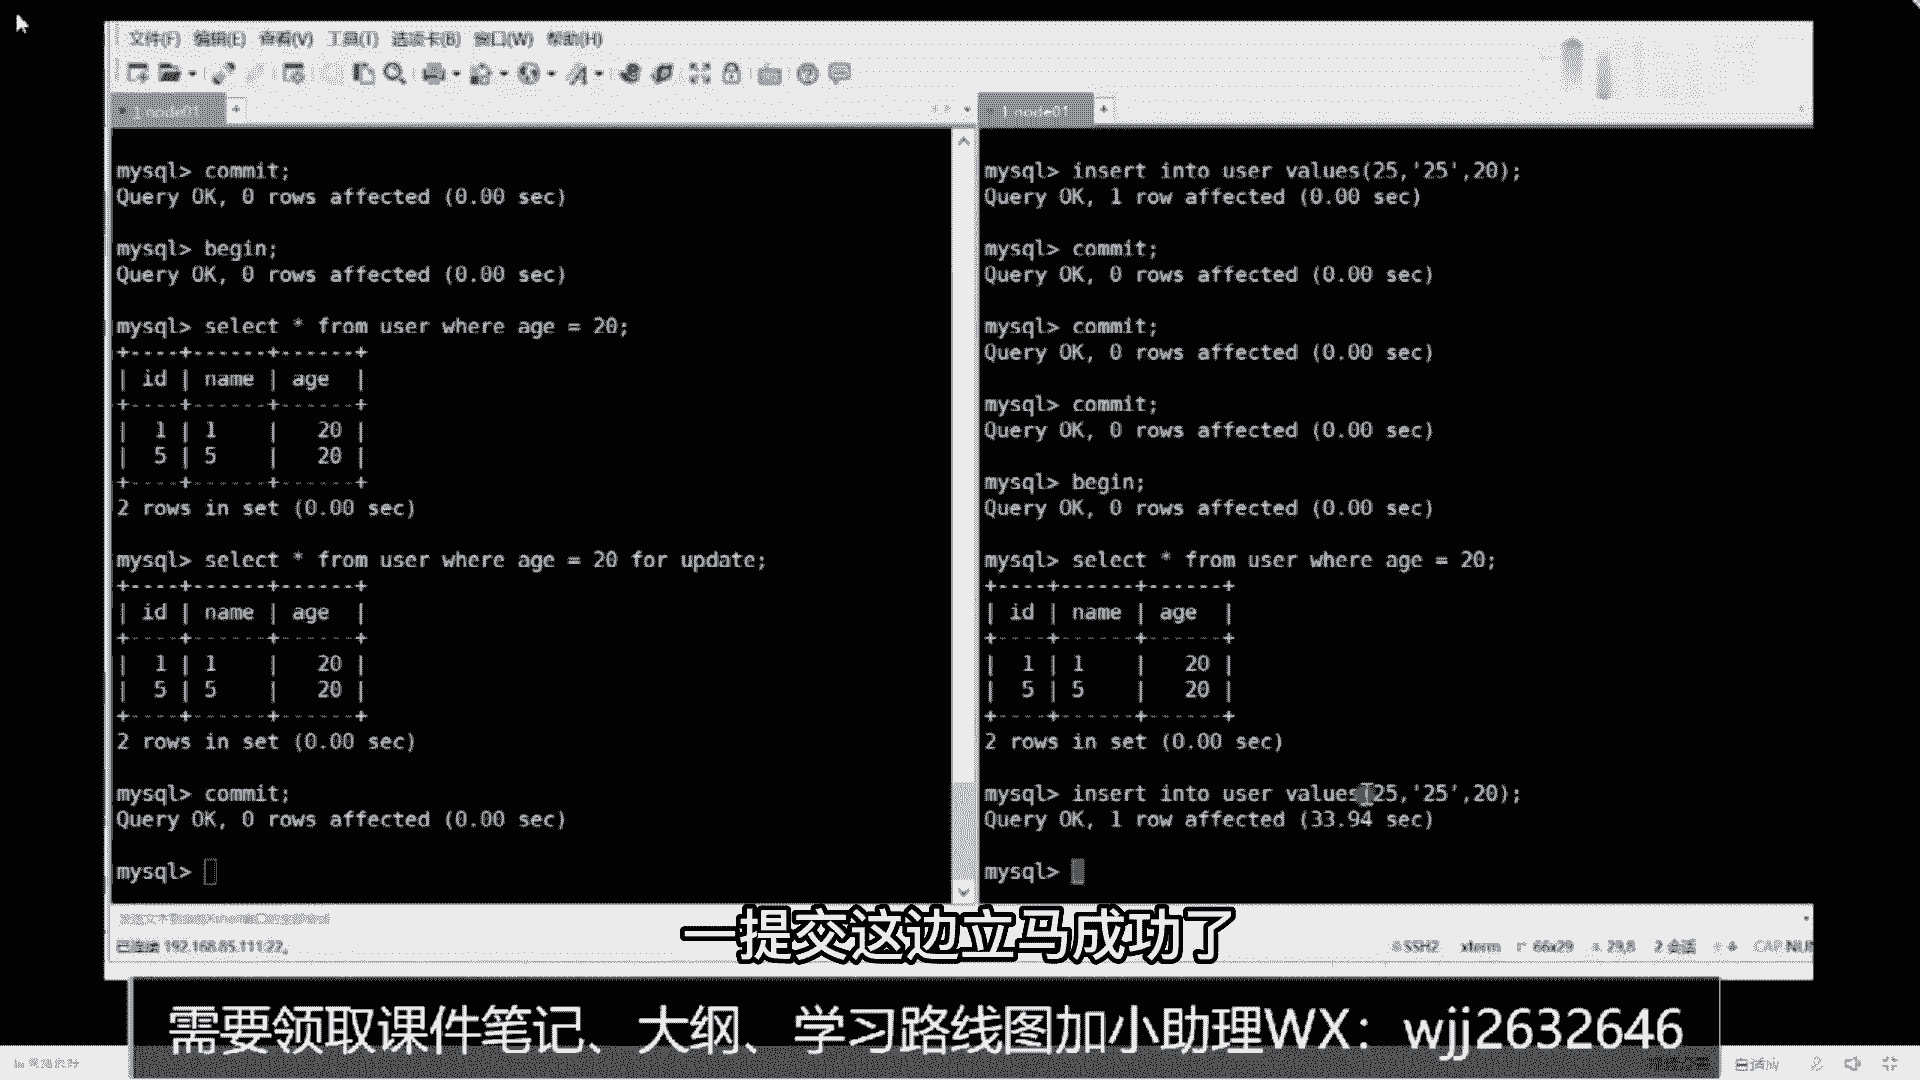 文件(F) 编辑(E) 查看(V) 工具(T) 选项卡(B) 窗口(W) 帮助(H)
1 node01 +
mysql> commit;
Query OK, 0 rows affected (0.00 sec)
mysql> begin;
Query OK, 0 rows affected (0.00 sec)
mysql> select * from user where age = 20;
+----+------+------+
| id | name | age  |
+----+------+------+
|  1 | 1    |   20 |
|  5 | 5    |   20 |
+----+------+------+
2 rows in set (0.00 sec)
mysql> select * from user where age = 20 for update;
+----+------+------+
| id | name | age  |
+----+------+------+
|  1 | 1    |   20 |
|  5 | 5    |   20 |
+----+------+------+
2 rows in set (0.00 sec)
mysql> commit;
Query OK, 0 rows affected (0.00 sec)
mysql>
1 node01 +
mysql> insert into user values(25,'25',20);
Query OK, 1 row affected (0.00 sec)
mysql> commit;
Query OK, 0 rows affected (0.00 sec)
mysql> commit;
Query OK, 0 rows affected (0.00 sec)
mysql> commit;
Query OK, 0 rows affected (0.00 sec)
mysql> begin;
Query OK, 0 rows affected (0.00 sec)
mysql> select * from user where age = 20;
+----+------+------+
| id | name | age  |
+----+------+------+
|  1 | 1    |   20 |
|  5 | 5    |   20 |
+----+------+------+
2 rows in set (0.00 sec)
mysql> insert into user values(25,'25',20);
Query OK, 1 row affected (33.94 sec)
mysql>
已连接 192.168.85.111:22。
SSH2 xterm 66x29 29,8 2 会话 CAP NUM
一提交这边立马成功了
需要领取课件笔记、大纲、学习路线图加小助理WX：wjj2632646
自适应